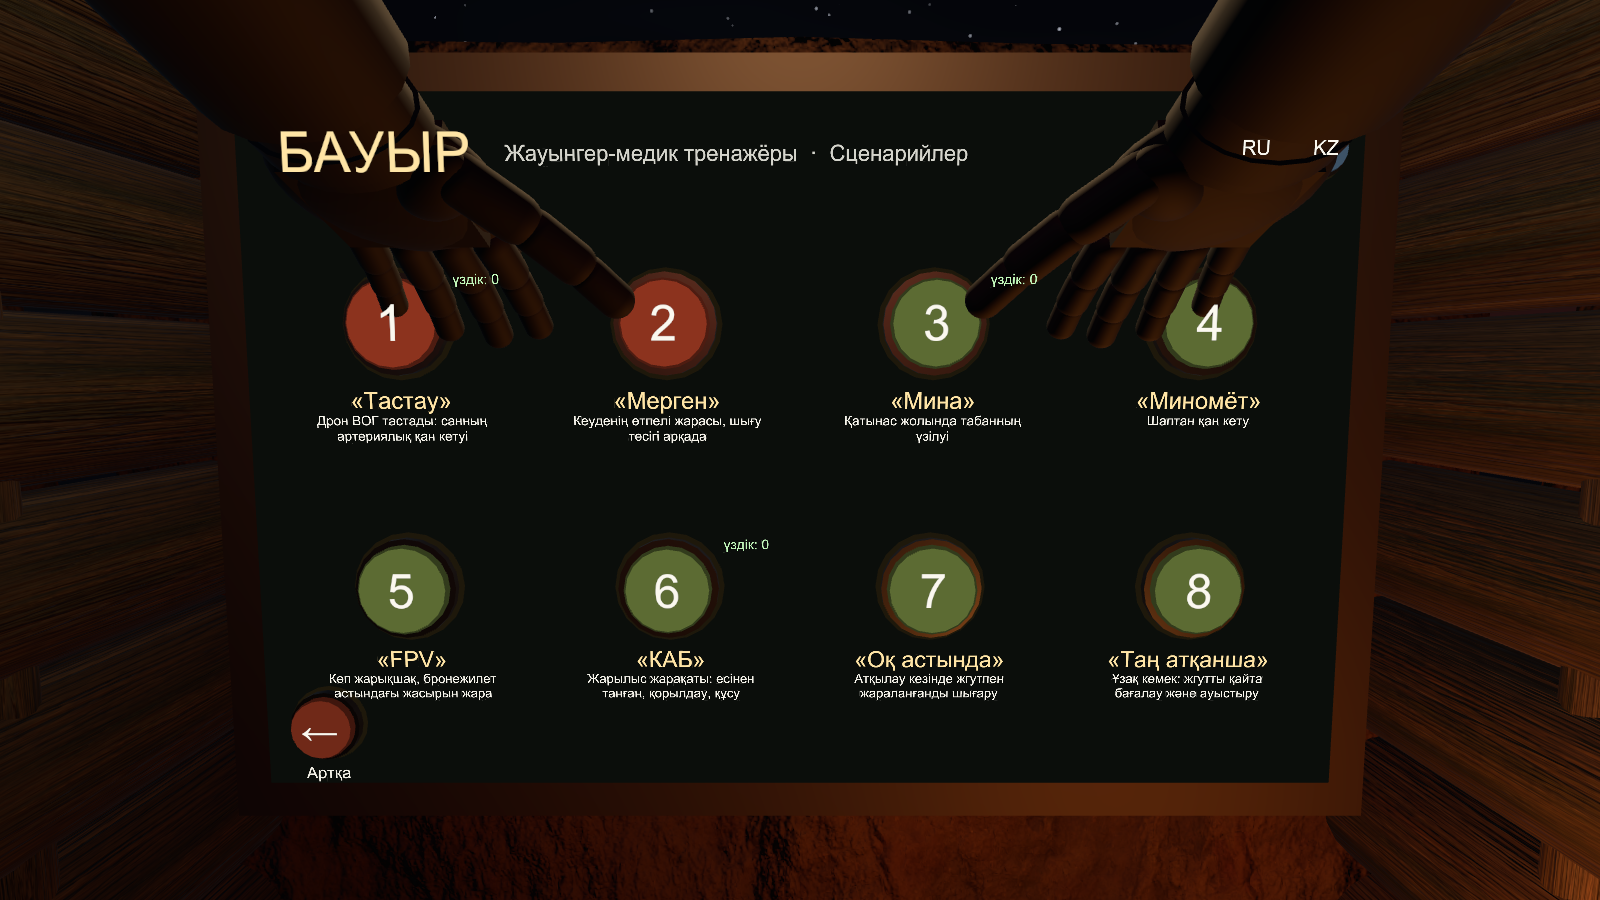 БАУЫР
Жауынгер-медик тренажёры · Сценарийлер
RU KZ
үздік: 0
үздік: 0
1
2
3
4
«Тастау»
Дрон ВОГ тастады: санның
артериялық қан кетуі
«Мерген»
Кеуденің өтпелі жарасы, шығу
тесігі арқада
«Мина»
Қатынас жолында табанның
үзілуі
«Миномёт»
Шаптан қан кету
үздік: 0
5
6
7
8
«FPV»
Көп жарықшақ, бронежилет
астындағы жасырын жара
«КАБ»
Жарылыс жарақаты: есінен
танған, қорылдау, құсу
«Оқ астында»
Атқылау кезінде жгутпен
жараланғанды шығару
«Таң атқанша»
Ұзақ көмек: жгутты қайта
бағалау және ауыстыру
←
Артқа